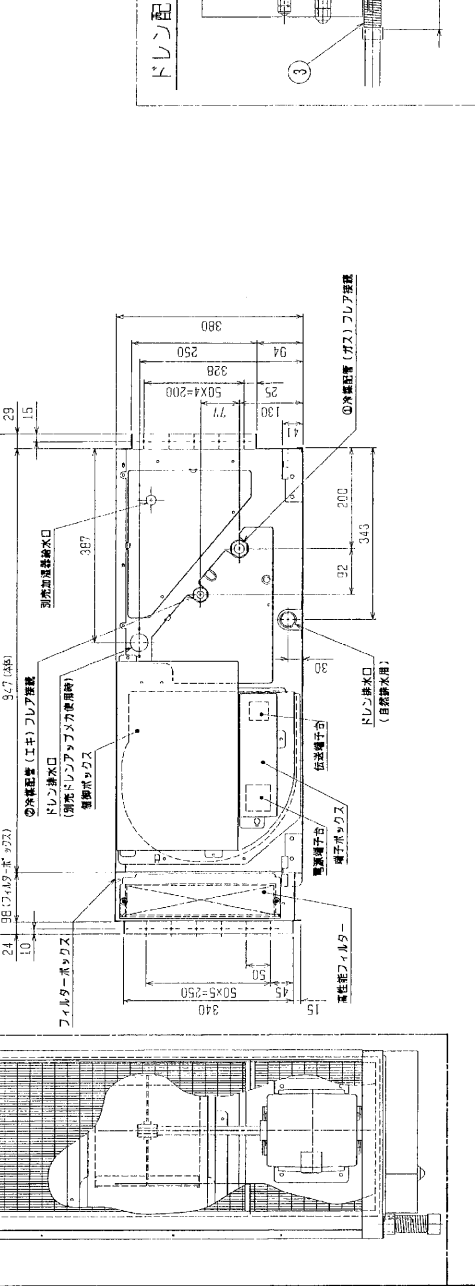 ドレン配
③
29
15
947(本体)
98(フィルターボックス)
24
10
387
別売加湿器給水口
②冷媒配管(エキ)フレア接続
ドレン排水口
(別売ドレンアップメカ使用時)
制御ボックス
フィルターボックス
380
250
94
328
50X4=200
25
77
130
41
①冷媒配管(ガス)フレア接続
200
92
343
30
ドレン排水口
(自然排水用)
伝送端子台
電源端子台
端子ボックス
高性能フィルター
50
50X5=250
45
340
15